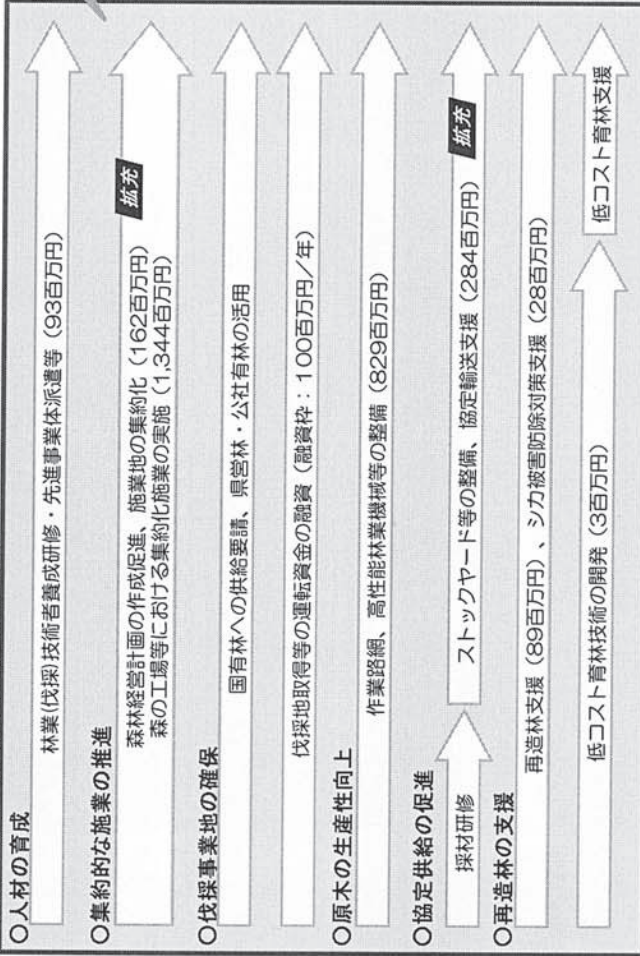 ○人材の育成
林業(伐採)技術者養成研修・先進事業体派遣等（93百万円）
○集約的な施業の推進
森林経営計画の作成促進、施業地の集約化（162百万円）
森の工場等における集約化施業の実施（1,344百万円）
拡充
○伐採事業地の確保
国有林への供給要請、県営林・公社有林の活用
伐採地取得等の運転資金の融資（融資枠：100百万円／年）
○原木の生産性向上
作業路網、高性能林業機械等の整備（829百万円）
○協定供給の促進
採材研修
ストックヤード等の整備、協定輸送支援（284百万円）
拡充
○再造林の支援
再造林支援（89百万円）、シカ被害防除対策支援（28百万円）
低コスト育林技術の開発（3百万円）
低コスト育林支援